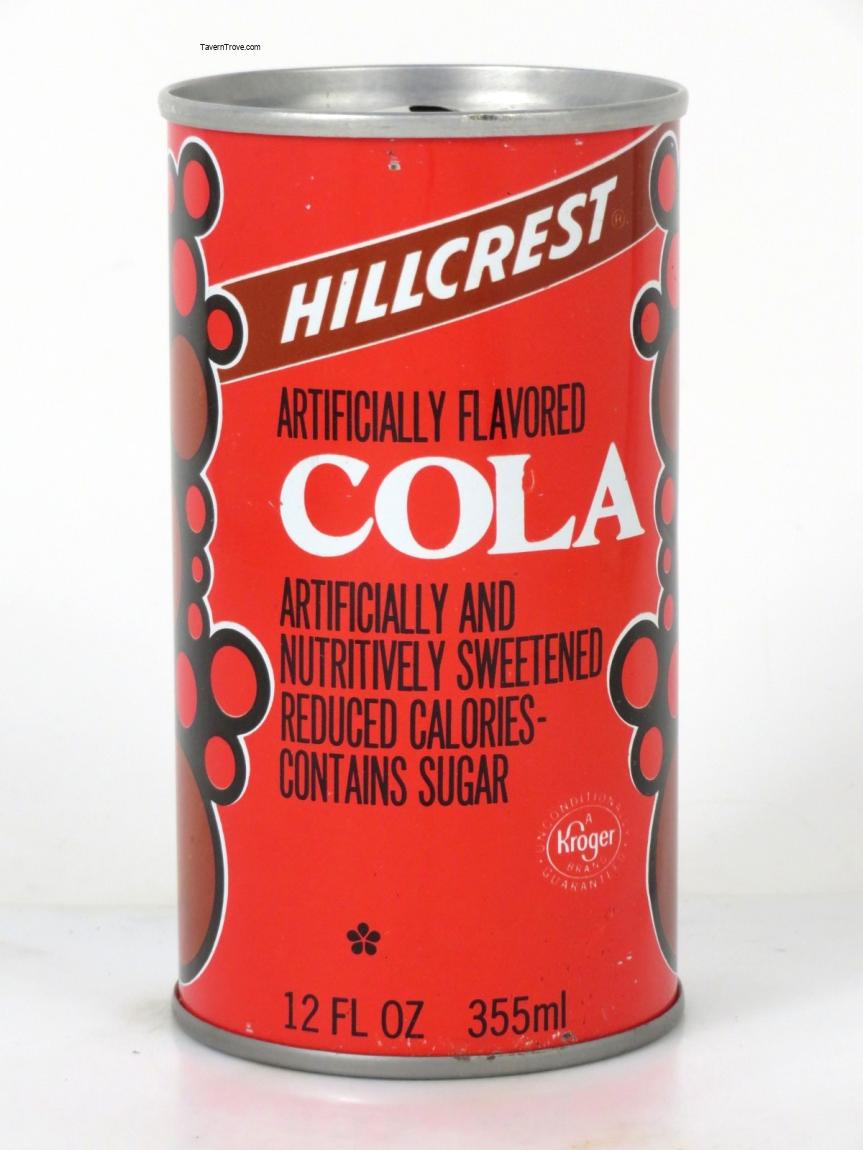 TavernTrove.com
HILLCREST®
ARTIFICIALLY FLAVORED
COLA
ARTIFICIALLY AND
NUTRITIVELY SWEETENED
REDUCED CALORIES-
CONTAINS SUGAR
UNCONDITIONALLY
A
Kroger
BRAND
GUARANTEED
12 FL OZ 355ml